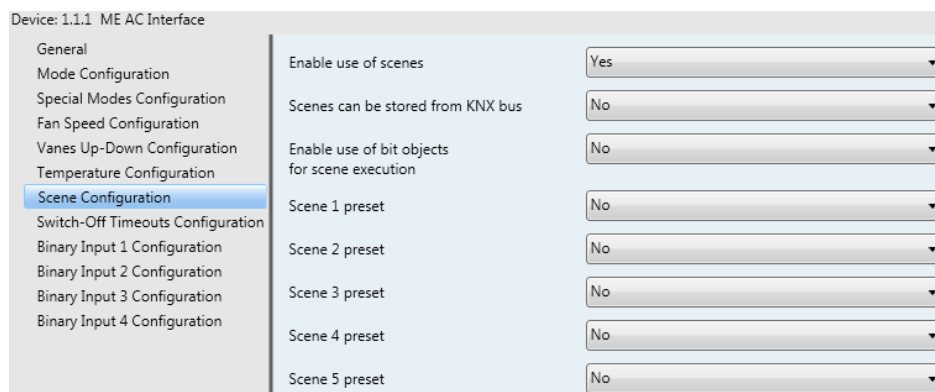 Device: 1.1.1 ME AC Interface
General
Mode Configuration
Special Modes Configuration
Fan Speed Configuration
Vanes Up-Down Configuration
Temperature Configuration
Scene Configuration
Switch-Off Timeouts Configuration
Binary Input 1 Configuration
Binary Input 2 Configuration
Binary Input 3 Configuration
Binary Input 4 Configuration
Enable use of scenes Yes
Scenes can be stored from KNX bus No
Enable use of bit objects No
for scene execution
Scene 1 preset No
Scene 2 preset No
Scene 3 preset No
Scene 4 preset No
Scene 5 preset No